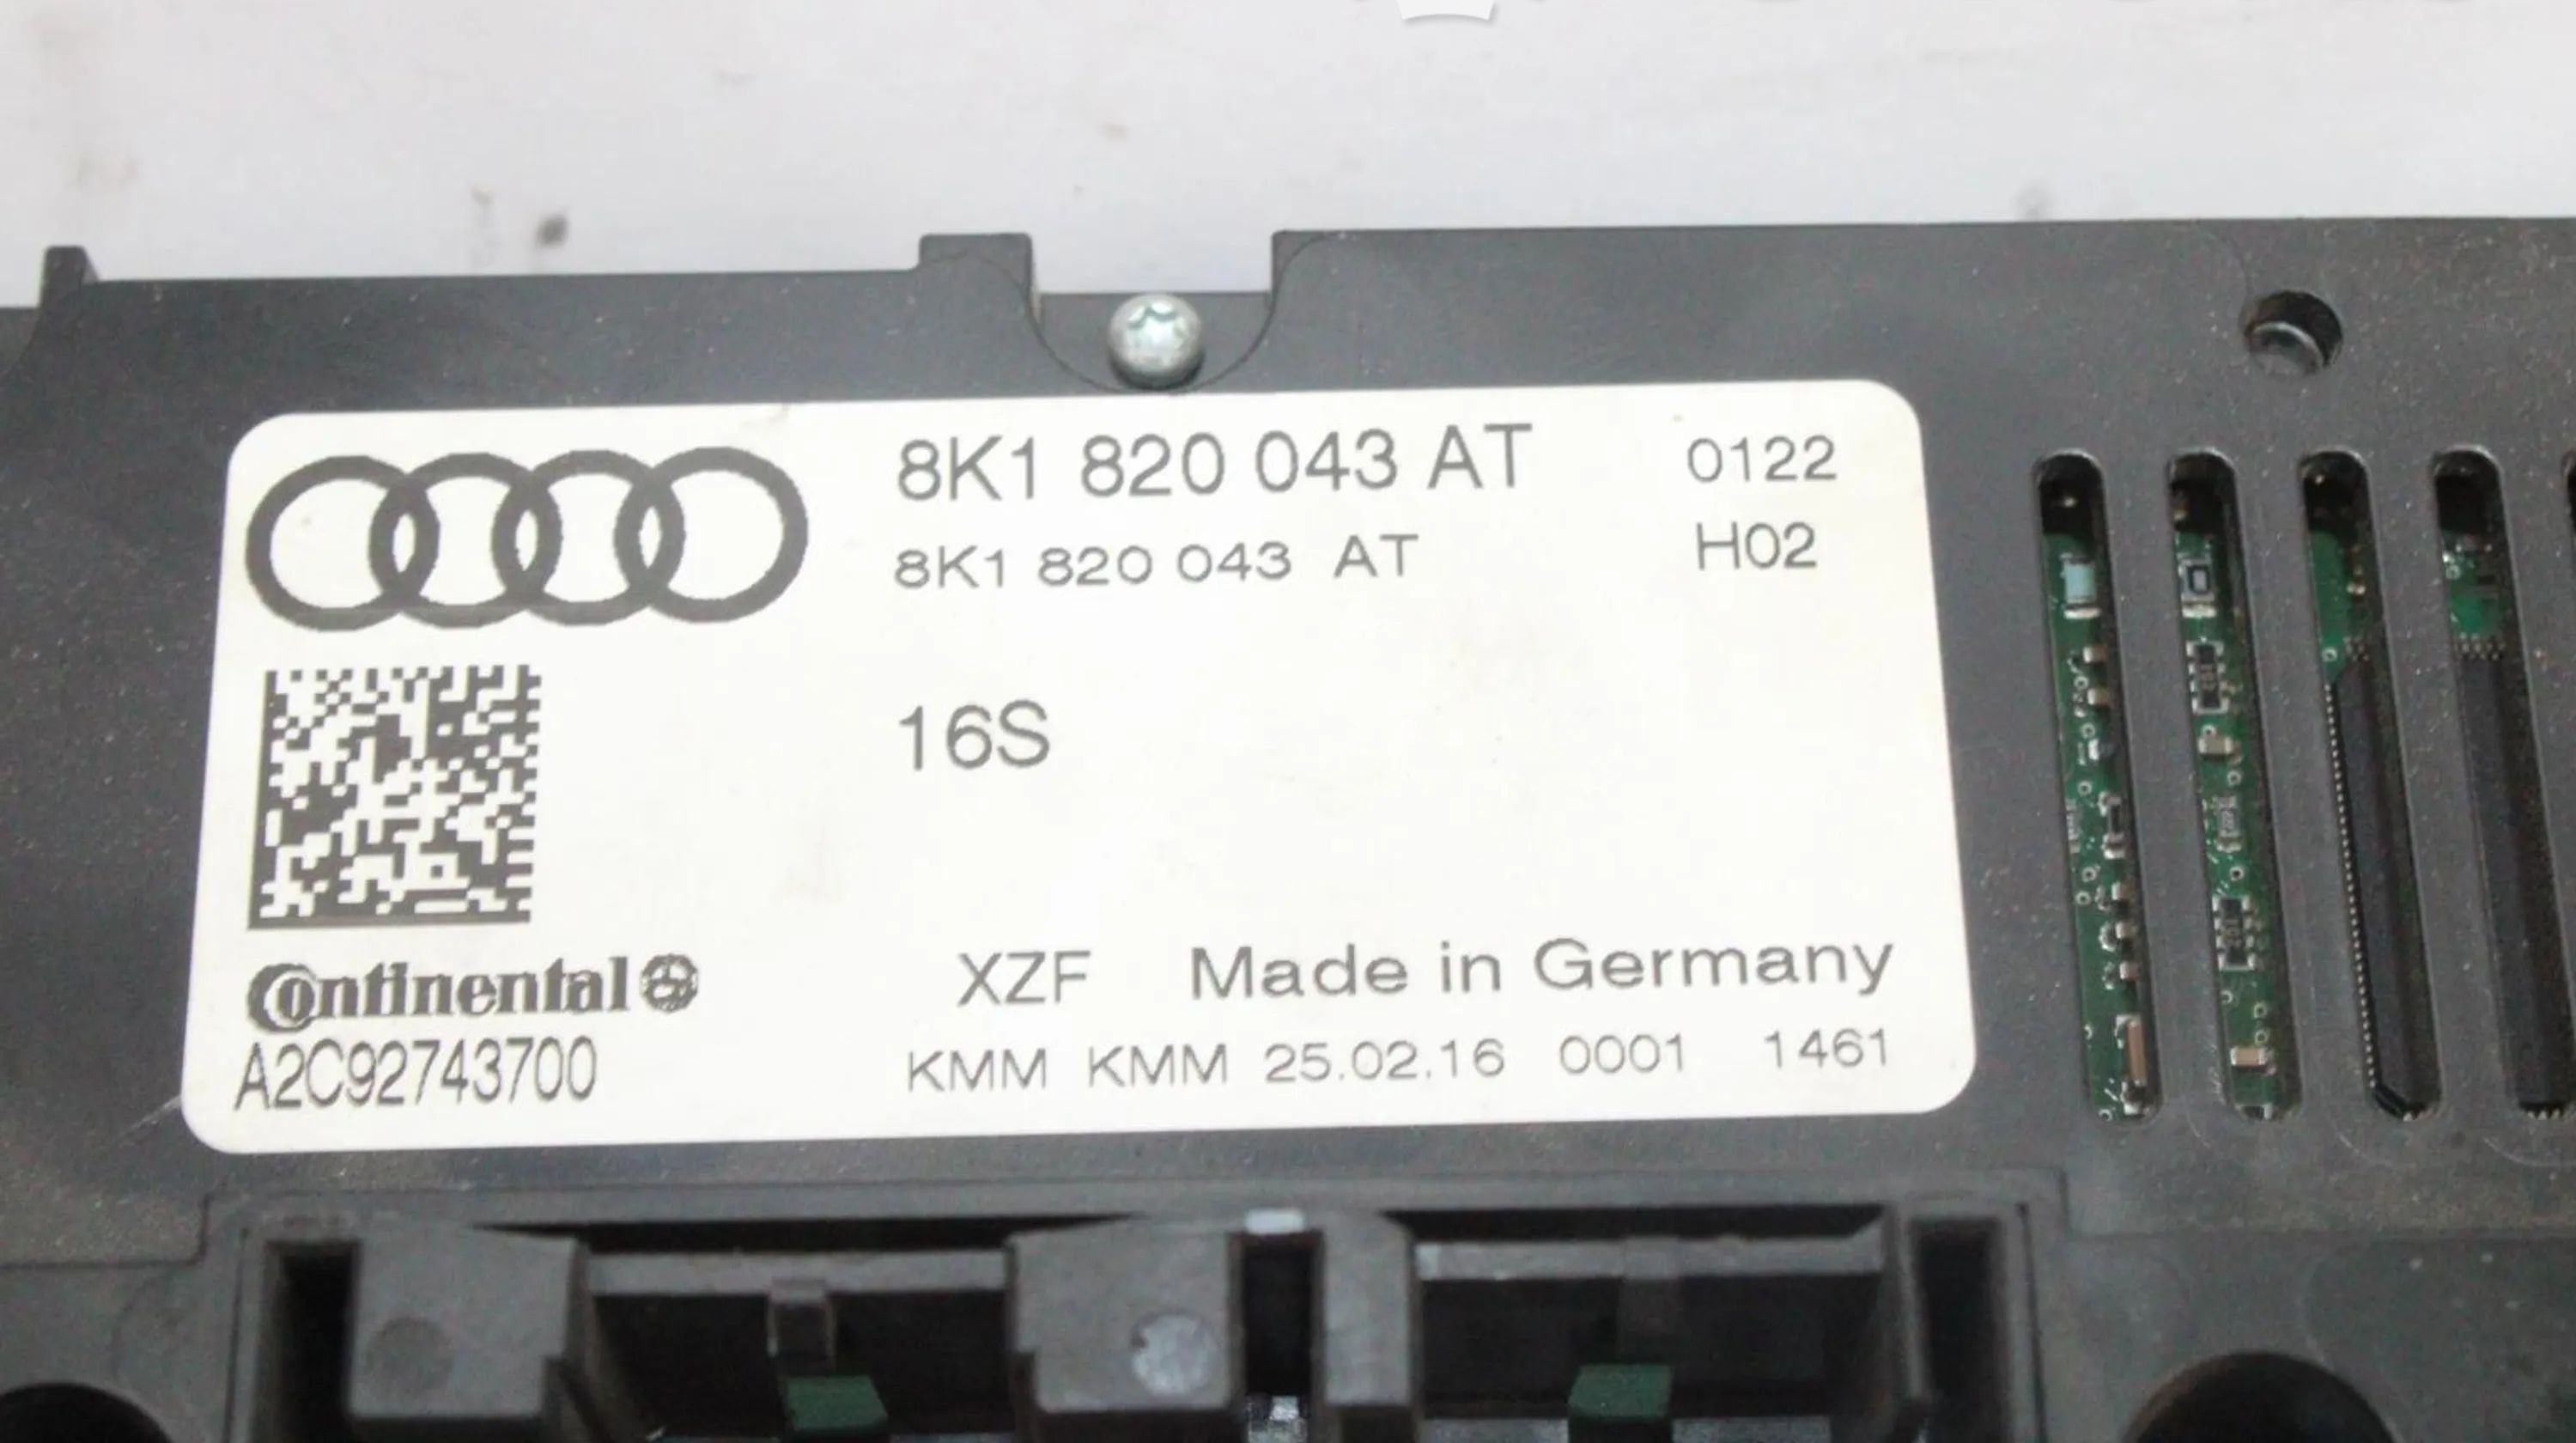 8K1 820 043 AT 0122
8K1 820 043 AT H02
16S
Continental
XZF Made in Germany
A2C92743700
KMM KMM 25.02.16 0001 1461